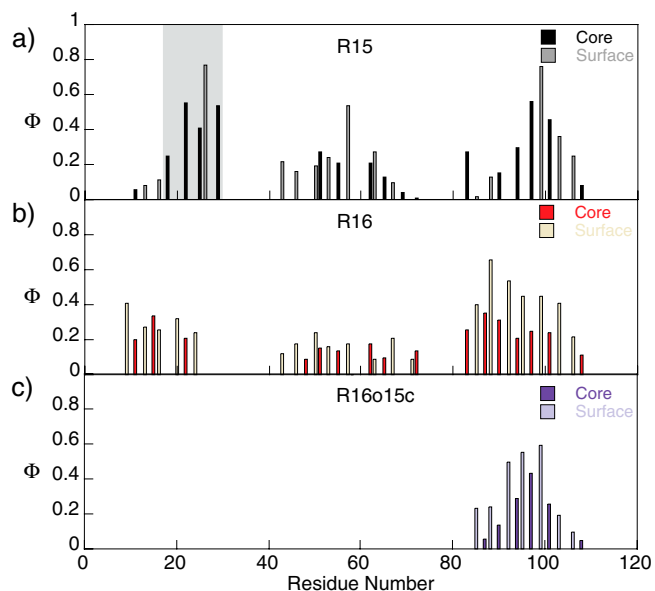 a)
R15
Core
Surface
1
0.8
0.6
Φ
0.4
0.2
0
b)
R16
Core
Surface
0.8
0.6
Φ
0.4
0.2
0
c)
R16o15c
Core
Surface
0.8
0.6
Φ
0.4
0.2
0
0 20 40 60 80 100 120
Residue Number